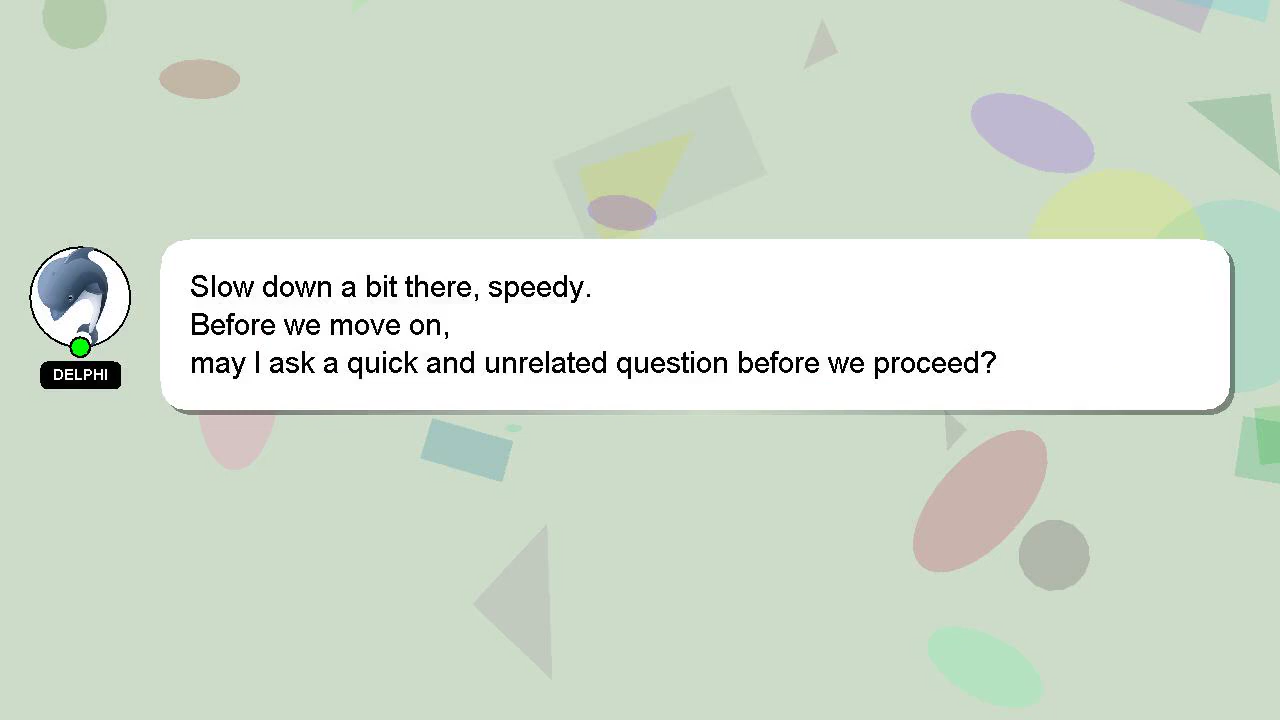 Slow down a bit there, speedy.
Before we move on,
may I ask a quick and unrelated question before we proceed?
DELPHI